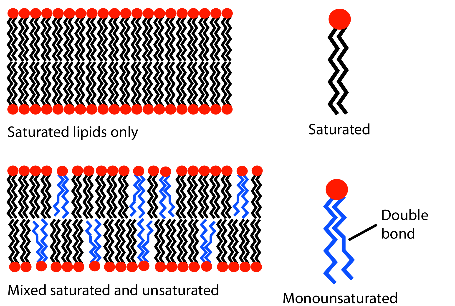 Saturated lipids only
Saturated
Double
bond
Mixed saturated and unsaturated
Monounsaturated